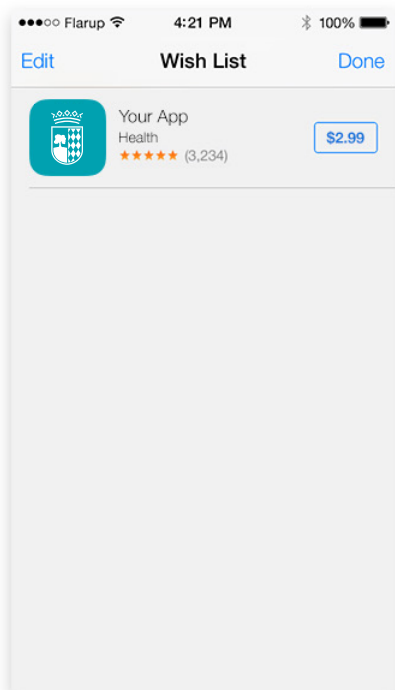 Flarup 4:21 PM 100%
Edit Wish List Done
Your App
Health
$2.99
★★★★★ (3,234)